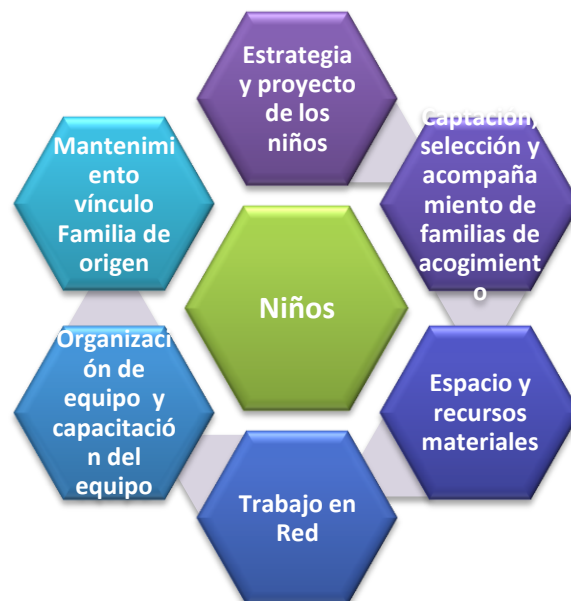 Estrategia
y proyecto
de los
niños
Captación,
selección y
acompaña
miento de
familias de
acogimient
o
Espacio y
recursos
materiales
Trabajo en
Red
Organizaci
ón de
equipo y
capacitació
n del
equipo
Mantenimi
ento
vínculo
Familia de
origen
Niños